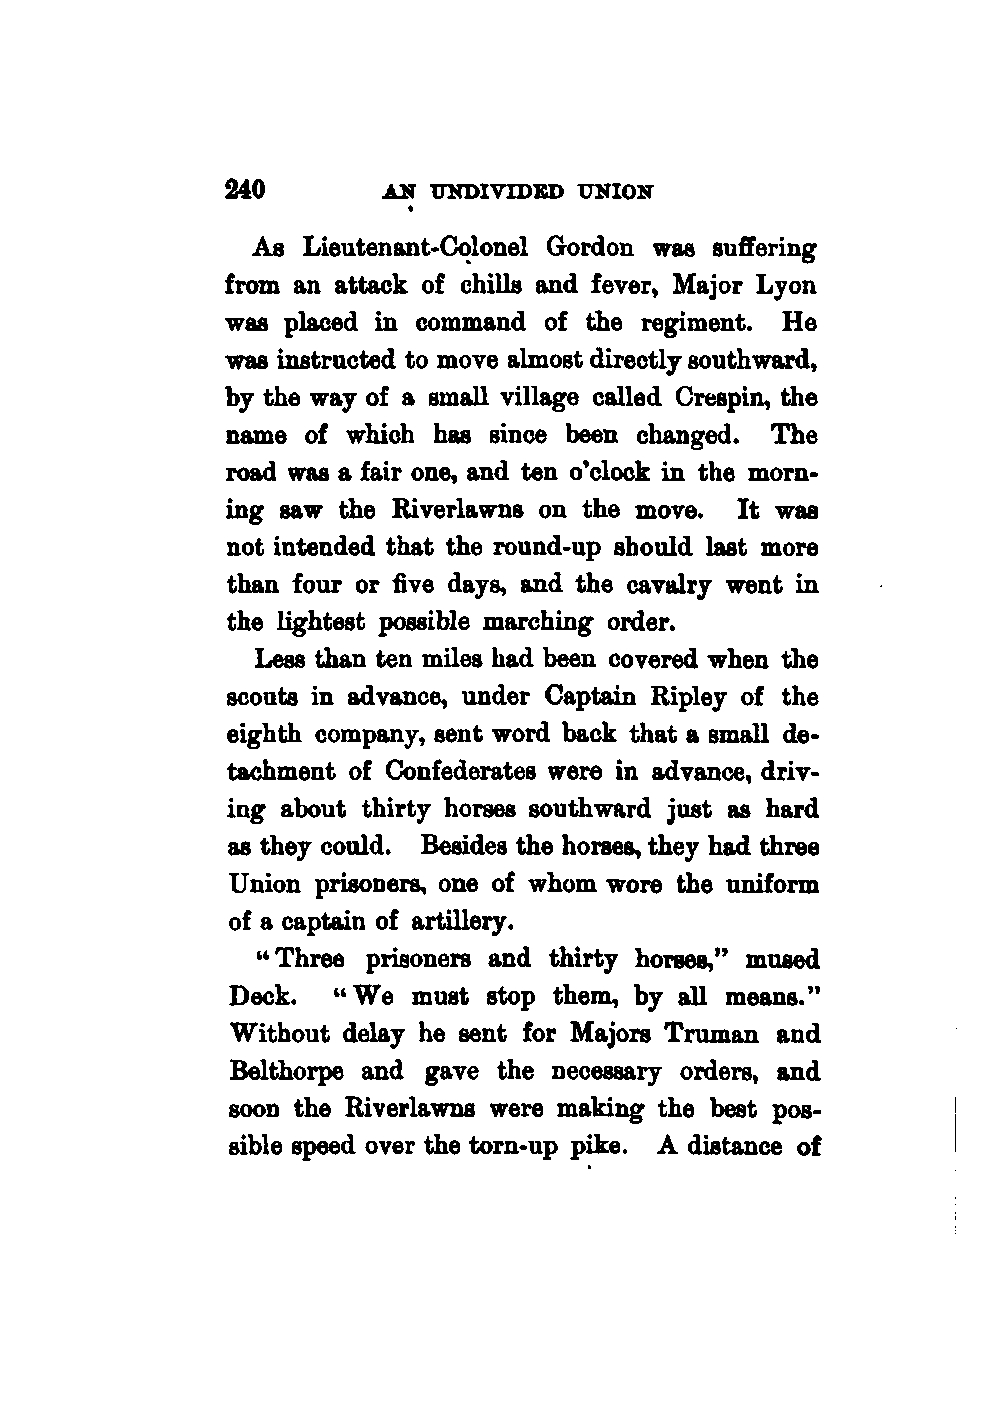 240 AN UNDIVIDED UNION
As Lieutenant-Colonel Gordon was suffering
from an attack of chills and fever, Major Lyon
was placed in command of the regiment. He
was instructed to move almost directly southward,
by the way of a small village called Crespin, the
name of which has since been changed. The
road was a fair one, and ten o'clock in the morn-
ing saw the Riverlawns on the move. It was
not intended that the round-up should last more
than four or five days, and the cavalry went in
the lightest possible marching order.
Less than ten miles had been covered when the
scouts in advance, under Captain Ripley of the
eighth company, sent word back that a small de-
tachment of Confederates were in advance, driv-
ing about thirty horses southward just as hard
as they could. Besides the horses, they had three
Union prisoners, one of whom wore the uniform
of a captain of artillery.
"Three prisoners and thirty horses," mused
Deck. "We must stop them, by all means."
Without delay he sent for Majors Truman and
Belthorpe and gave the necessary orders, and
soon the Riverlawns were making the best pos-
sible speed over the torn-up pike. A distance of